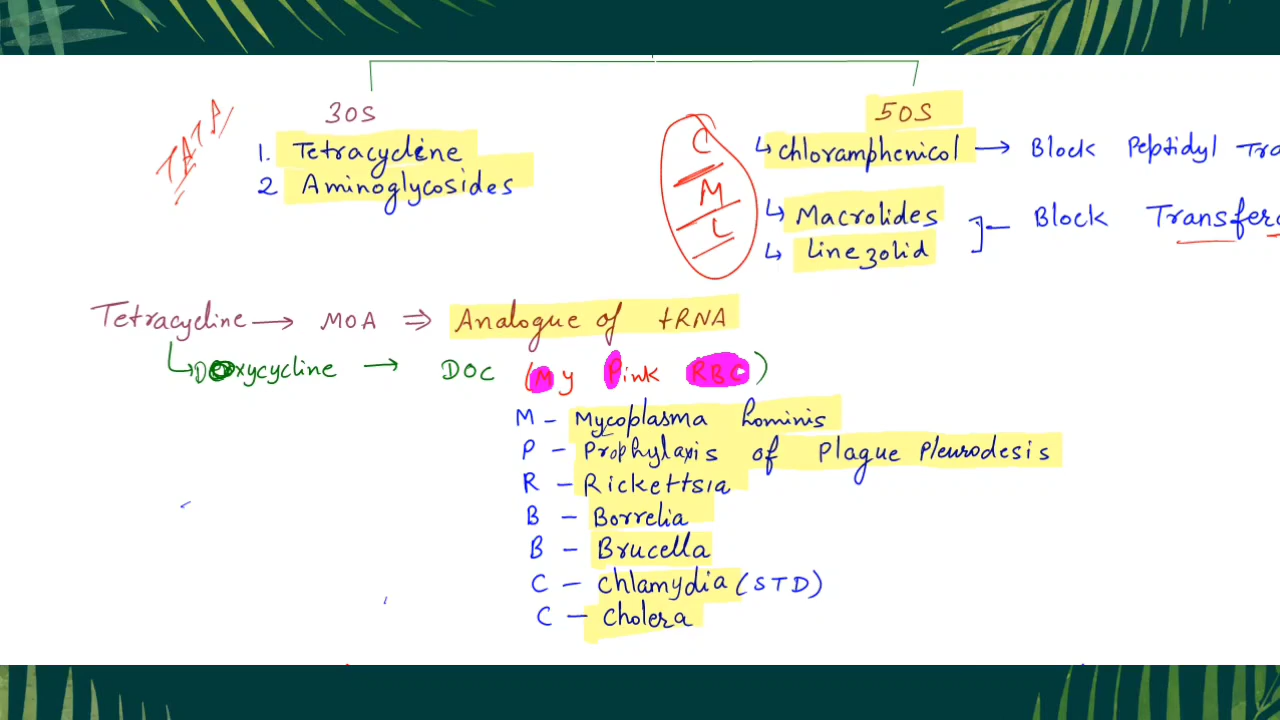 30S
50S
TATA
1. Tetracycline
2 Aminoglycosides
C
M
L
↳ Chloramphenicol → Block Peptidyl
↳ Macrolides
↳ Linezolid
] — Block Transfer
Tetracycline → MOA ⇒ Analogue of tRNA
↳ Doxycycline → DOC (My Pink RBC)
M – Mycoplasma hominis
P – Prophylaxis of Plague Pleurodesis
R – Rickettsia
B – Borrelia
B – Brucella
C – Chlamydia (STD)
C – Cholera